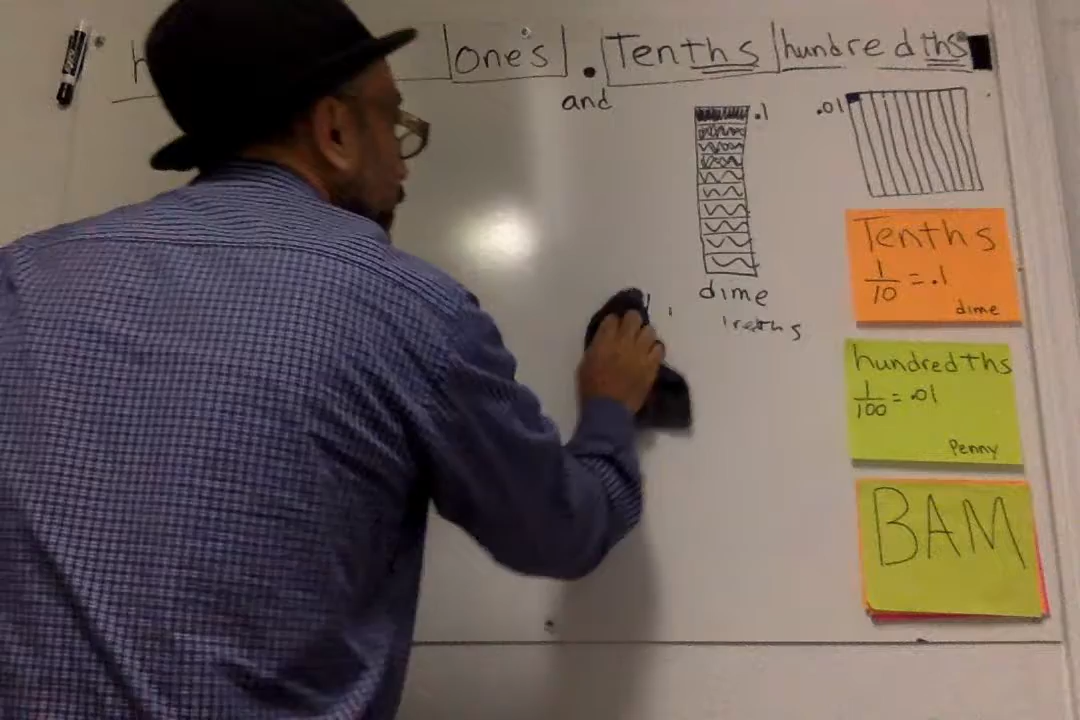 h
one's . Tenths hundredths
and
.1
.01
dime
Tenths
1/10 = .1
dime
hundredths
1/100 = .01
Penny
BAM